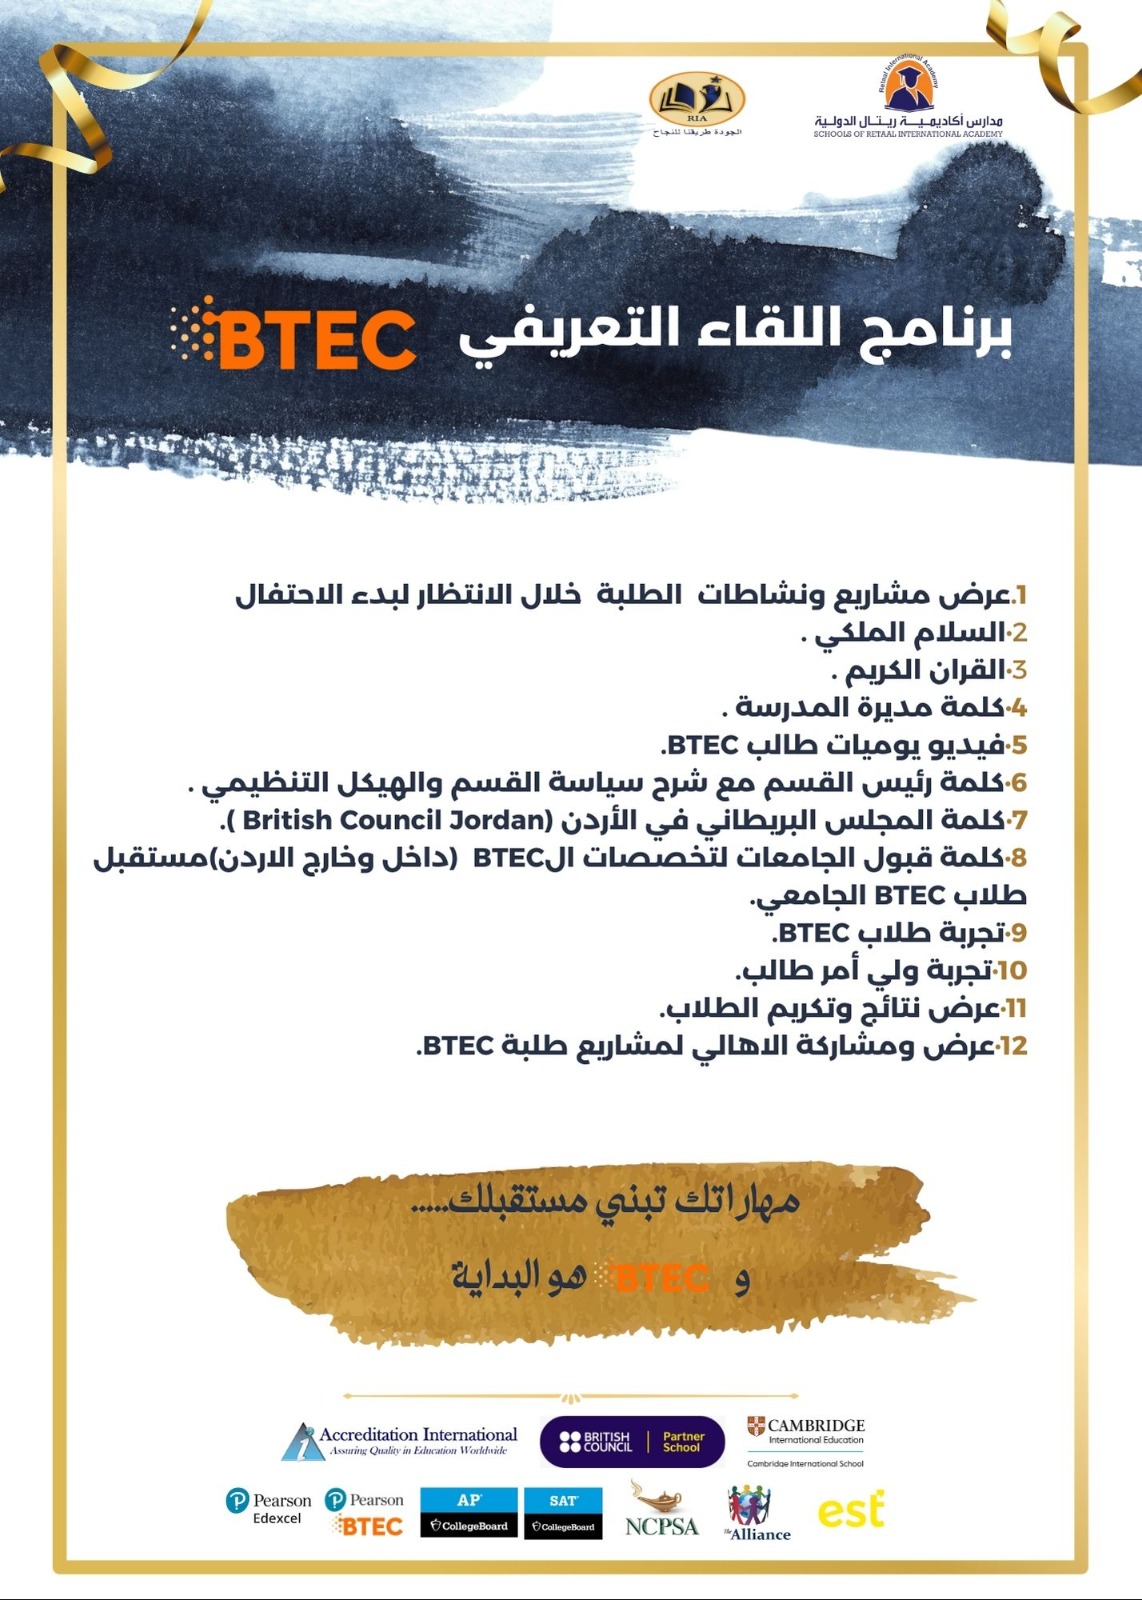 Retaal International Academy
RIA
الجودة طريقنا للنجاح
مدارس أكاديمية ريتال الدولية
SCHOOLS OF RETAAL INTERNATIONAL ACADEMY
برنامج اللقاء التعريفي BTEC
1.عرض مشاريع ونشاطات الطلبة خلال الانتظار لبدء الاحتفال
2·السلام الملكي .
3·القران الكريم .
4·كلمة مديرة المدرسة .
5·فيديو يوميات طالب BTEC.
6·كلمة رئيس القسم مع شرح سياسة القسم والهيكل التنظيمي .
7·كلمة المجلس البريطاني في الأردن (British Council Jordan ).
8·كلمة قبول الجامعات لتخصصات الBTEC (داخل وخارج الاردن)مستقبل
طلاب BTEC الجامعي.
9·تجربة طلاب BTEC.
10·تجربة ولي أمر طالب.
11·عرض نتائج وتكريم الطلاب.
12·عرض ومشاركة الاهالي لمشاريع طلبة BTEC.
مهاراتك تبني مستقبلك.....
و BTEC هو البداية
Accreditation International
Assuring Quality in Education Worldwide
BRITISH COUNCIL
Partner School
CAMBRIDGE
International Education
Cambridge International School
Pearson
Edexcel
Pearson
BTEC
AP
CollegeBoard
SAT
CollegeBoard
NCPSA
The Alliance
est